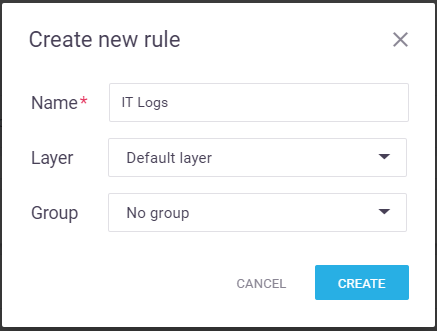 Create new rule
Name* IT Logs
Layer Default layer
Group No group
CANCEL CREATE